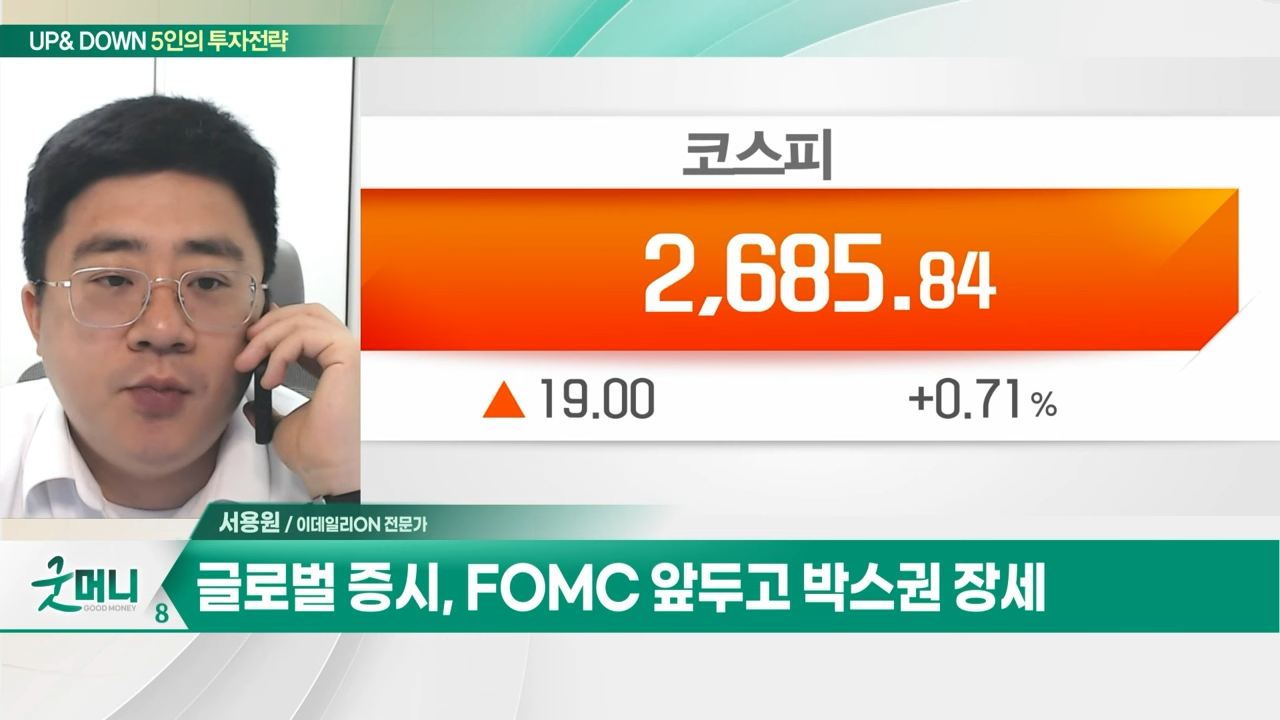 UP& DOWN 5인의 투자전략
코스피
2,685.84
▲ 19.00 +0.71%
서용원 / 이데일리ON 전문가
굿머니
GOOD MONEY
8
글로벌 증시, FOMC 앞두고 박스권 장세